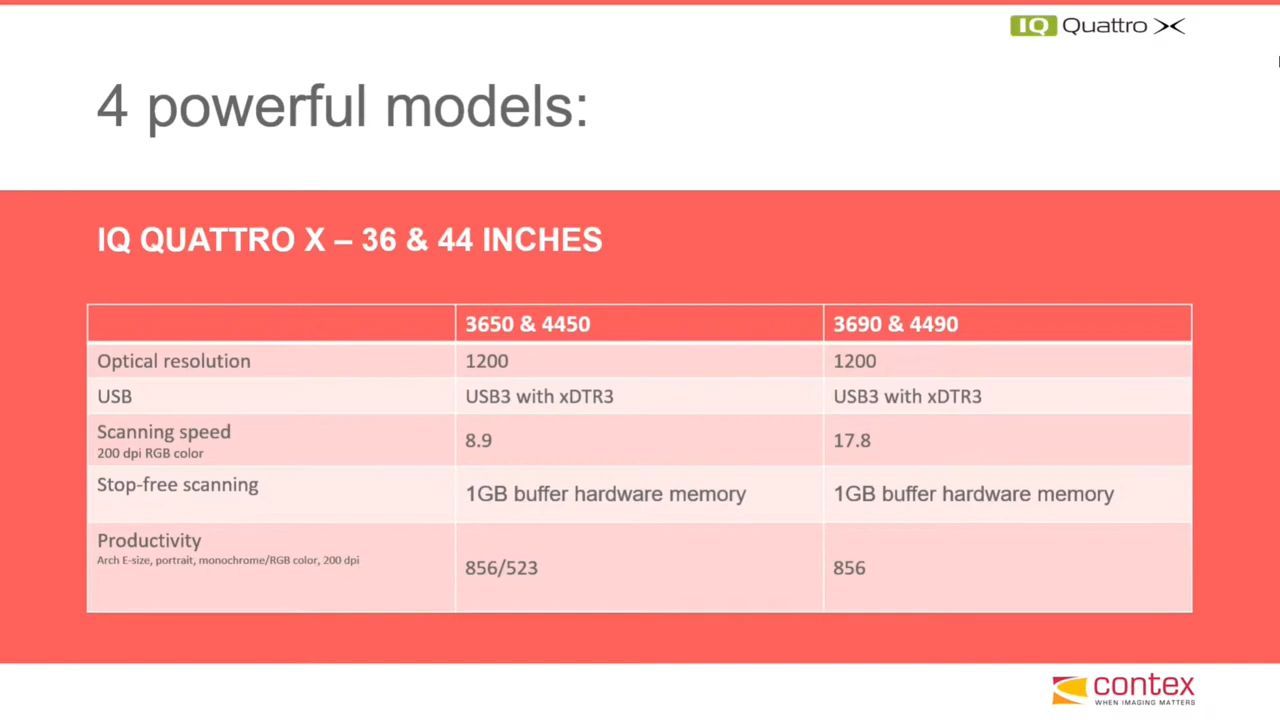 IQ Quattro X
4 powerful models:
IQ QUATTRO X – 36 & 44 INCHES
3650 & 4450 3690 & 4490
Optical resolution 1200 1200
USB USB3 with xDTR3 USB3 with xDTR3
Scanning speed 8.9 17.8
200 dpi RGB color
Stop-free scanning 1GB buffer hardware memory 1GB buffer hardware memory
Productivity 856/523 856
Arch E-size, portrait, monochrome/RGB color, 200 dpi
contex
WHEN IMAGING MATTERS